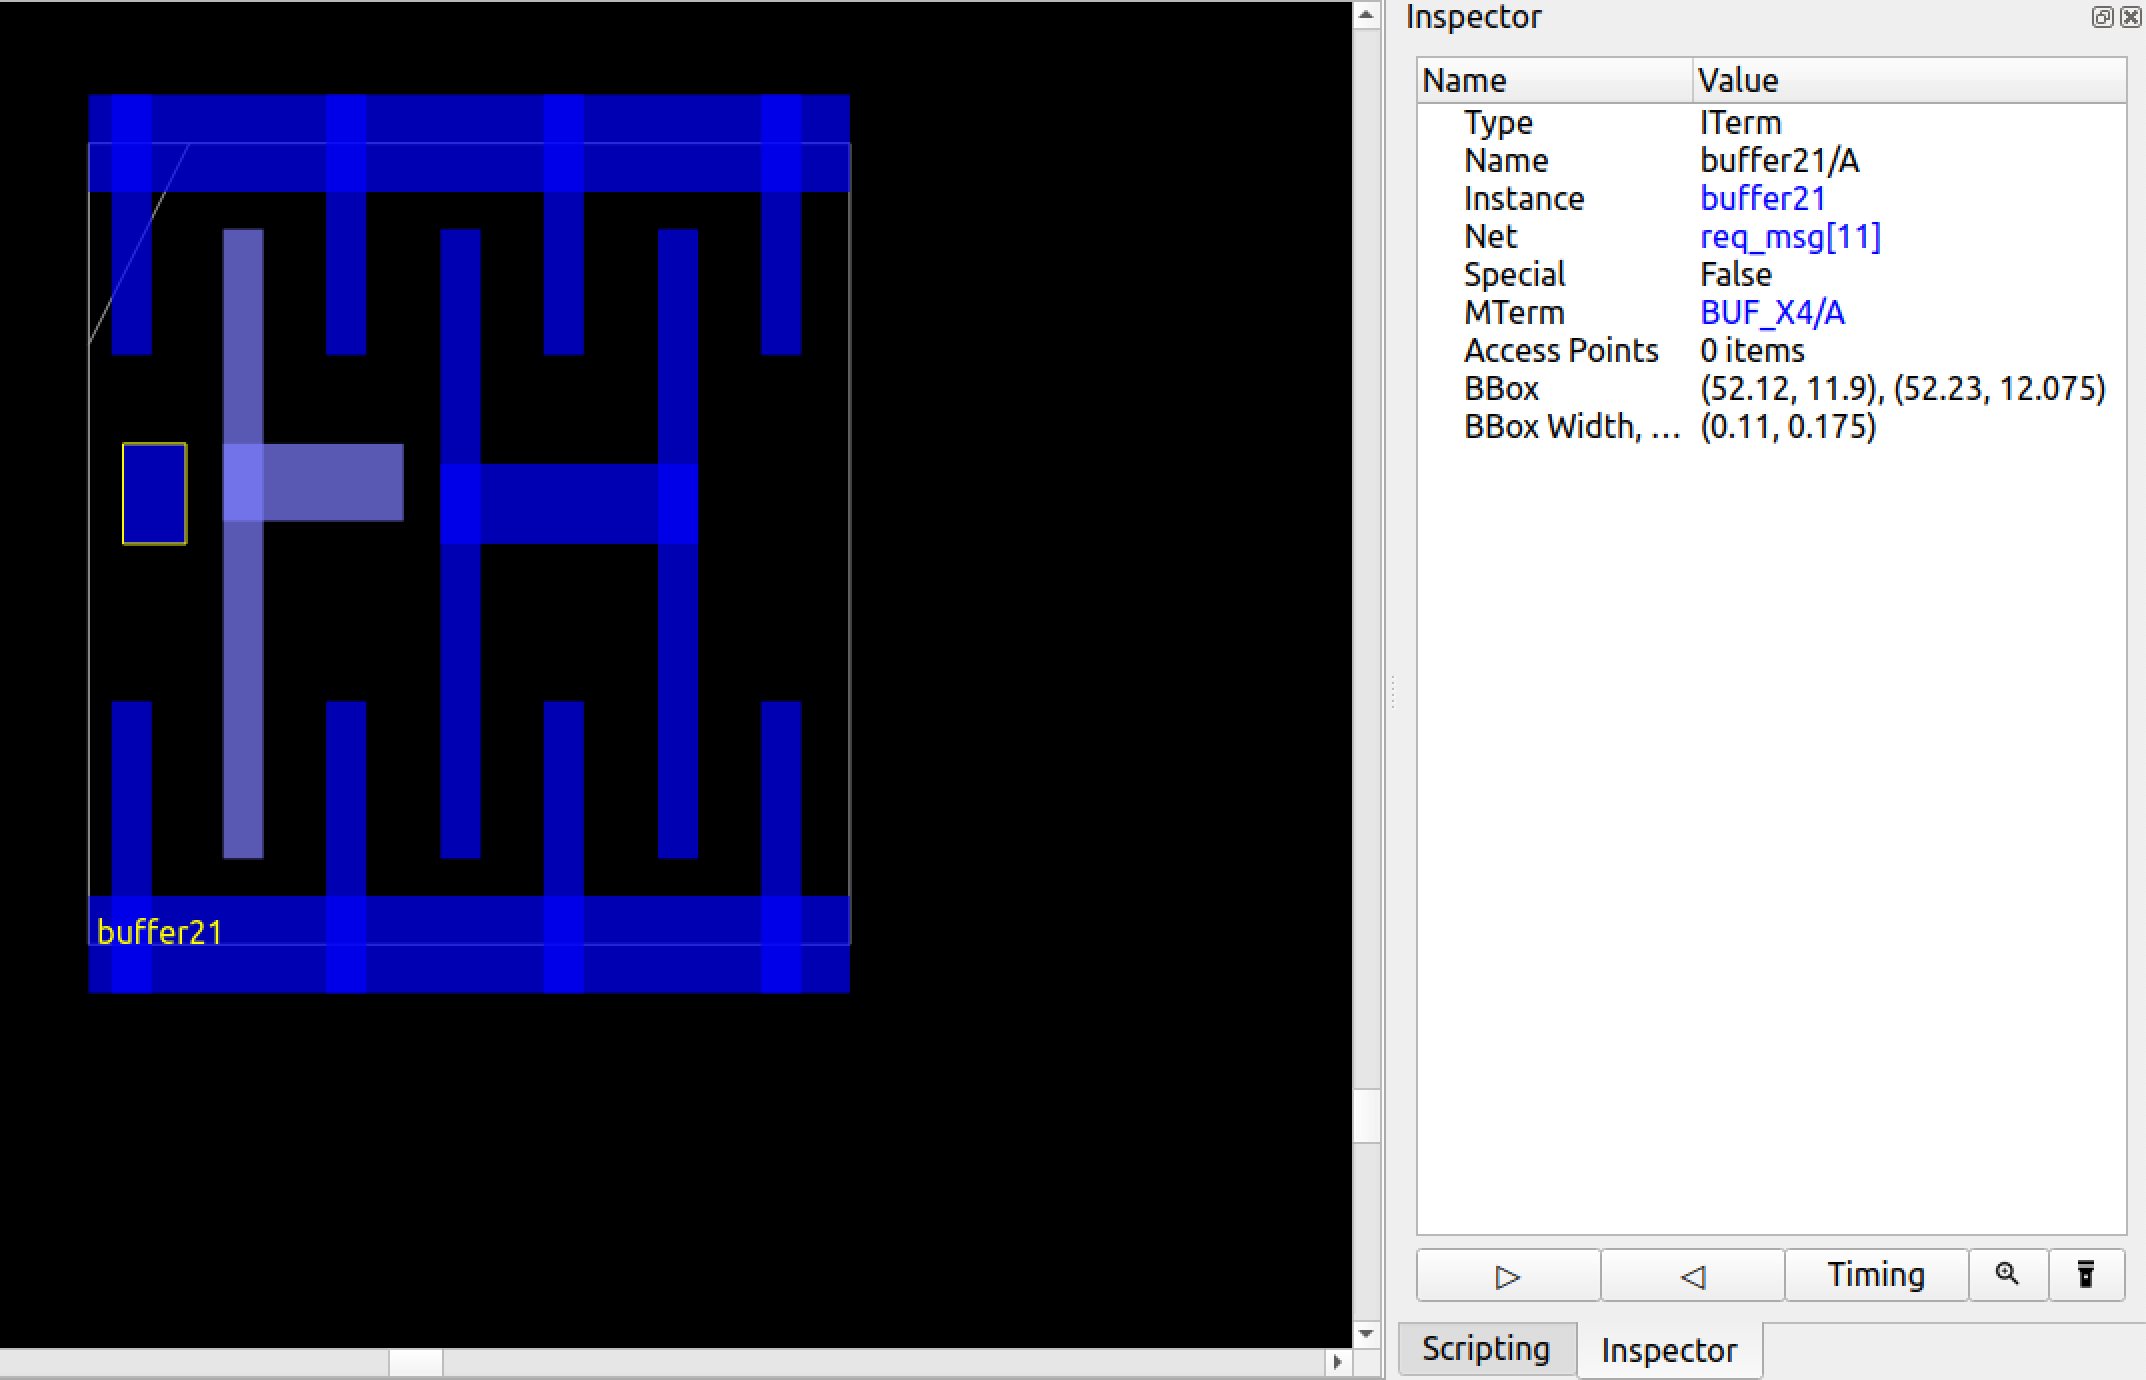 Inspector
Name Value
Type ITerm
Name buffer21/A
Instance buffer21
Net req_msg[11]
Special False
MTerm BUF_X4/A
Access Points 0 items
BBox (52.12, 11.9), (52.23, 12.075)
BBox Width, ... (0.11, 0.175)
buffer21
Timing
Scripting Inspector